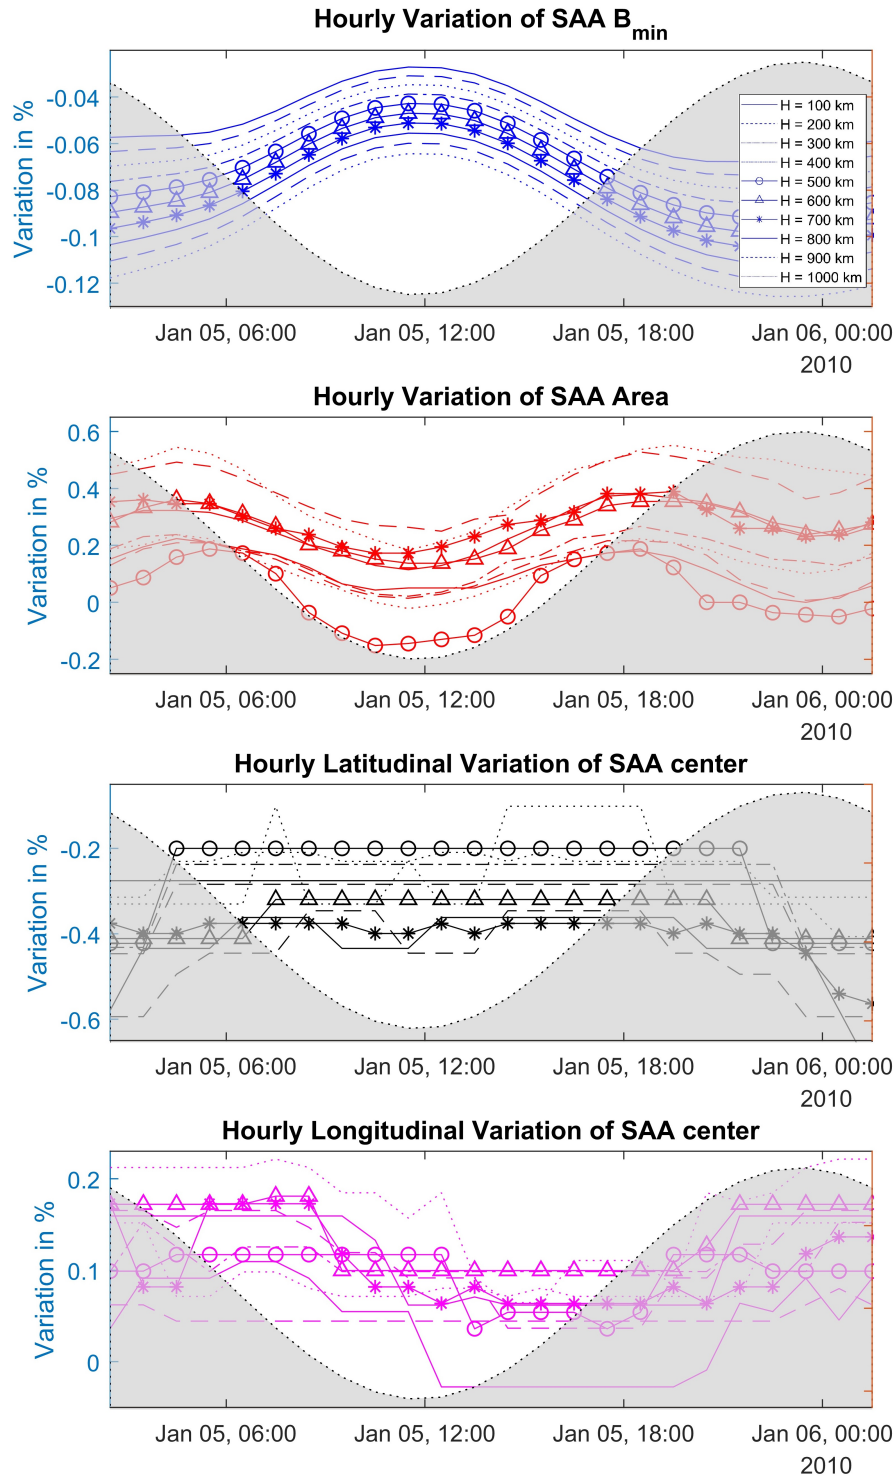 Hourly Variation of SAA B_min
Variation in %
-0.04
-0.06
-0.08
-0.1
-0.12
H = 100 km
H = 200 km
H = 300 km
H = 400 km
H = 500 km
H = 600 km
H = 700 km
H = 800 km
H = 900 km
H = 1000 km
Jan 05, 06:00
Jan 05, 12:00
Jan 05, 18:00
Jan 06, 00:00
2010
Hourly Variation of SAA Area
Variation in %
0.6
0.4
0.2
0
-0.2
Jan 05, 06:00
Jan 05, 12:00
Jan 05, 18:00
Jan 06, 00:00
2010
Hourly Latitudinal Variation of SAA center
Variation in %
-0.2
-0.4
-0.6
Jan 05, 06:00
Jan 05, 12:00
Jan 05, 18:00
Jan 06, 00:00
2010
Hourly Longitudinal Variation of SAA center
Variation in %
0.2
0.1
0
Jan 05, 06:00
Jan 05, 12:00
Jan 05, 18:00
Jan 06, 00:00
2010